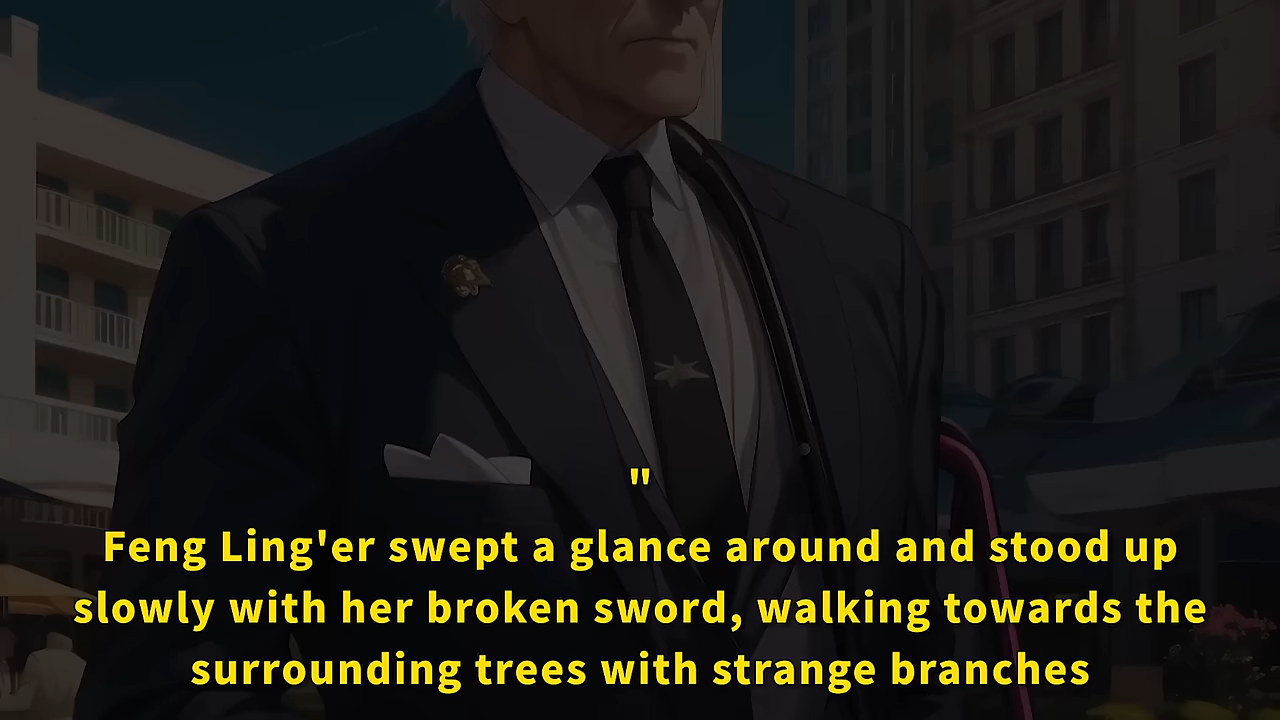 "
Feng Ling'er swept a glance around and stood up
slowly with her broken sword, walking towards the
surrounding trees with strange branches